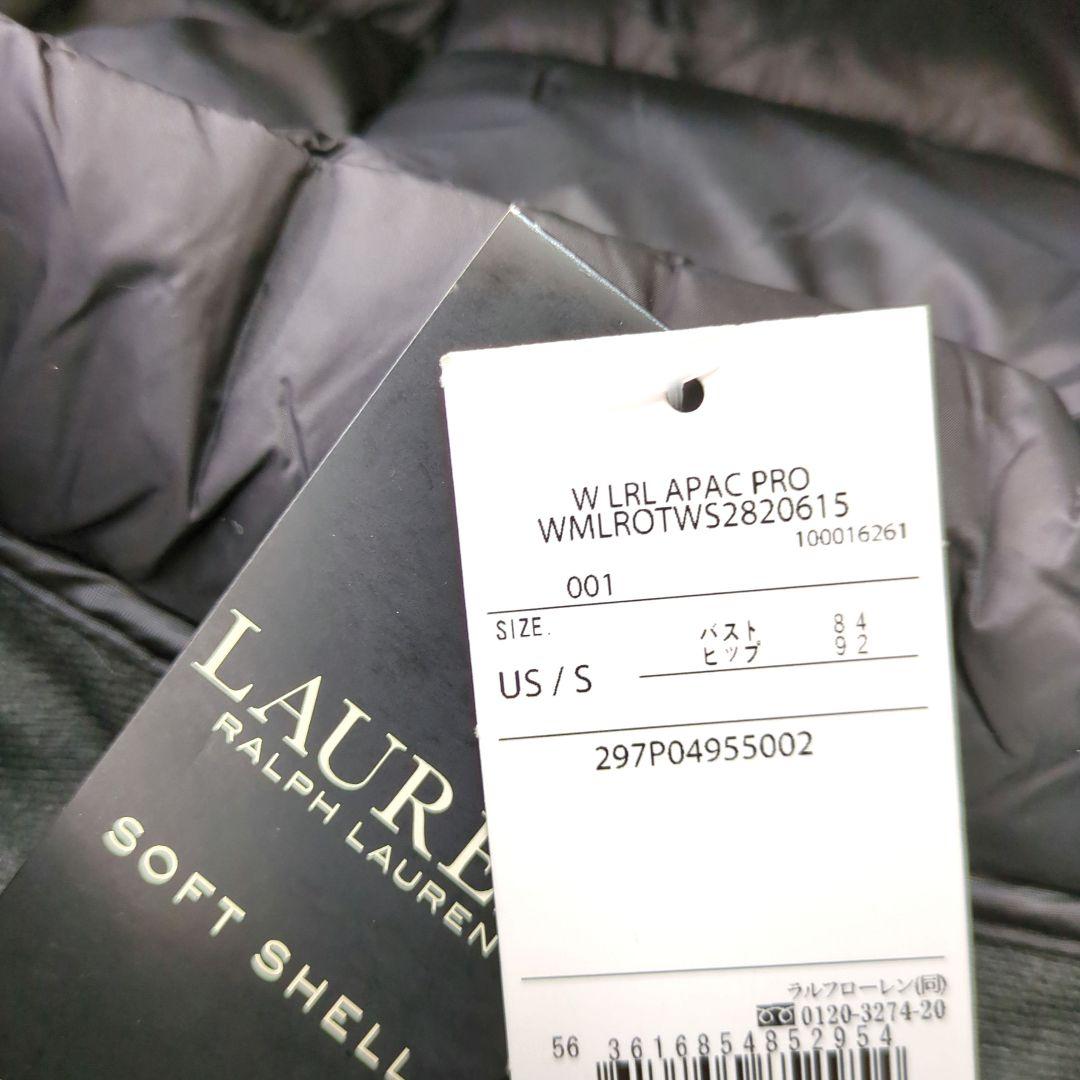 LAURE
RALPH LAUREN
SOFT SHELL
W LRL APAC PRO
WMLROTWS2820615
100016261
001
SIZE.
バスト 84
ヒップ 92
US / S
297P04955002
ラルフローレン(同)
0120-3274-20
56 3616854852954